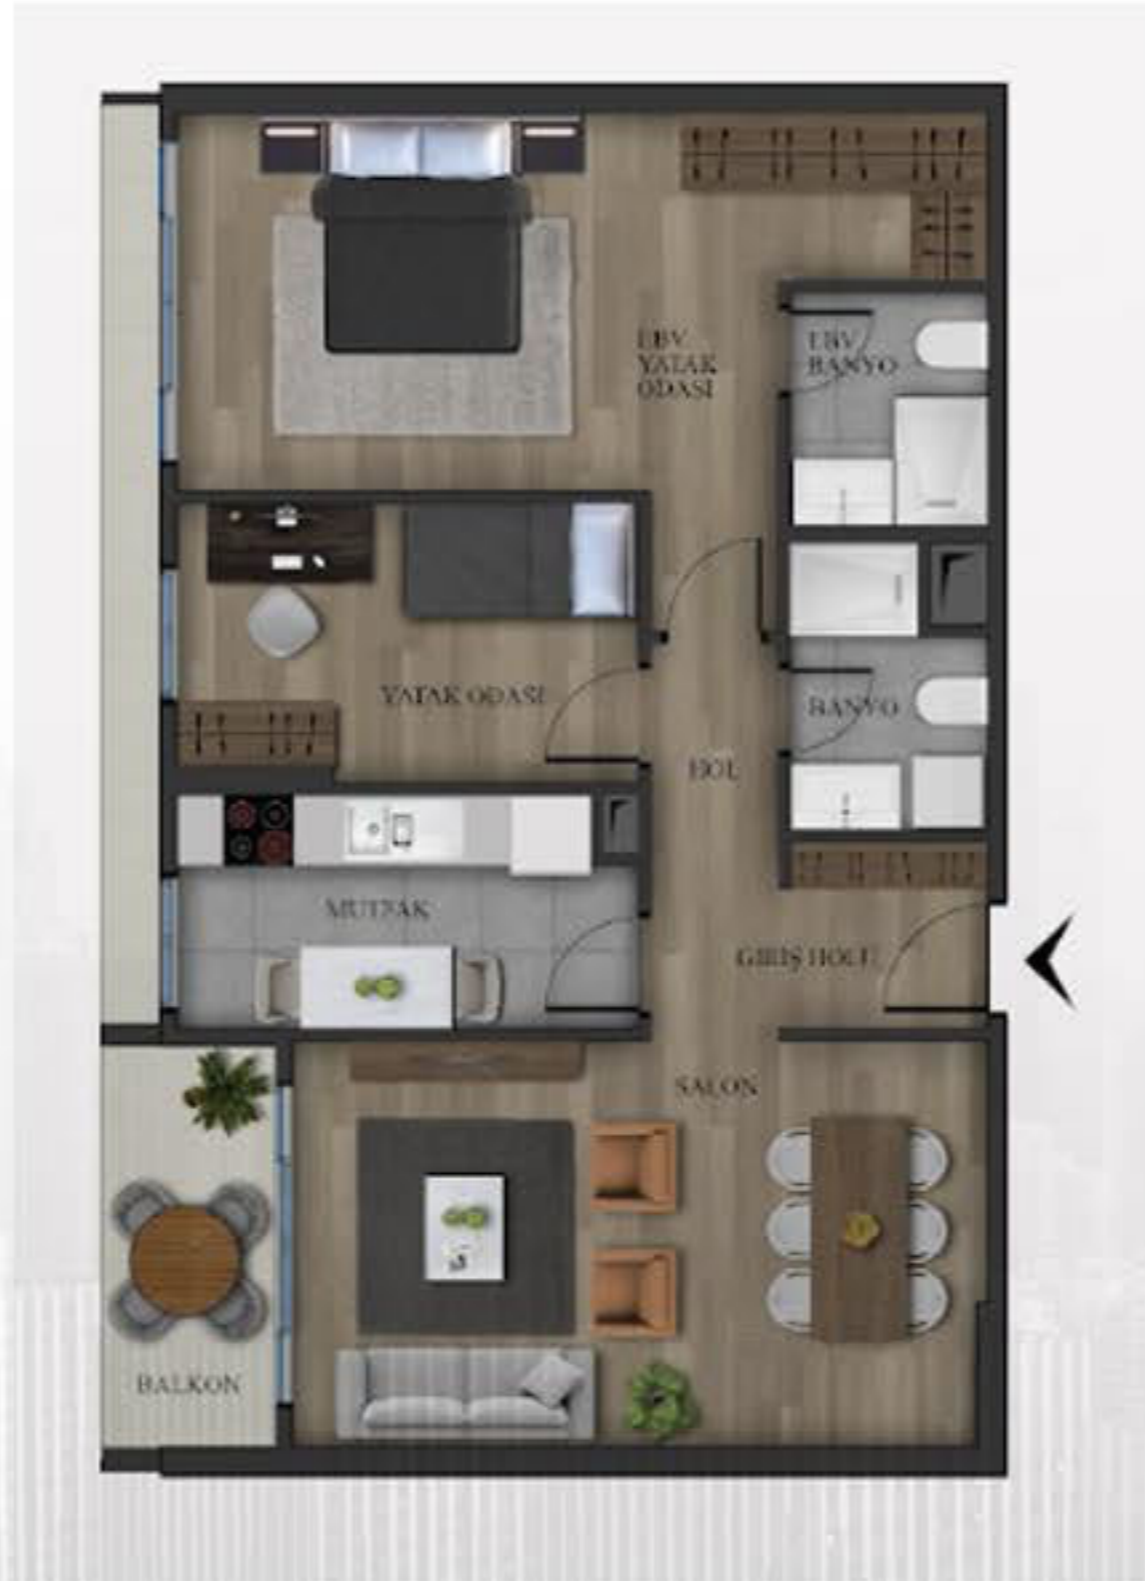 EBV
YATAK
ODASI
EBV
BANYO
YATAK ODASI
BANYO
HOL
MUTFAK
GİRİŞ HOLÜ
SALON
BALKON